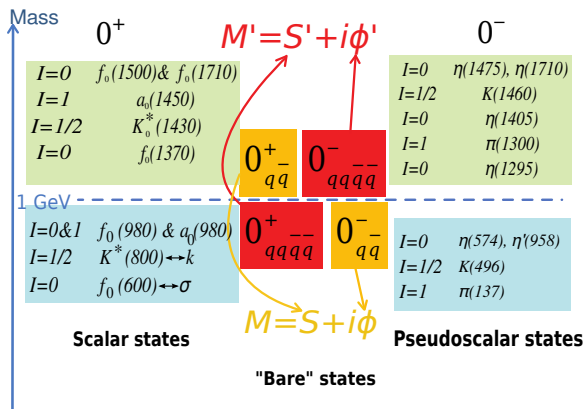 Mass
0⁺
M'=S'+iϕ'
0⁻
I=0 f₀(1500)& f₀(1710)
I=1 a₀(1450)
I=1/2 K₀*(1430)
I=0 f₀(1370)
I=0 η(1475), η(1710)
I=1/2 K(1460)
I=0 η(1405)
I=1 π(1300)
I=0 η(1295)
0⁺ qq̄
0⁻ qqq̄q̄
1 GeV
I=0&1 f₀(980) & a₀(980)
I=1/2 K*(800)↔k
I=0 f₀(600)↔σ
0⁺ qqq̄q̄
0⁻ qq̄
I=0 η(574), η'(958)
I=1/2 K(496)
I=1 π(137)
M=S+iϕ
Scalar states
Pseudoscalar states
"Bare" states